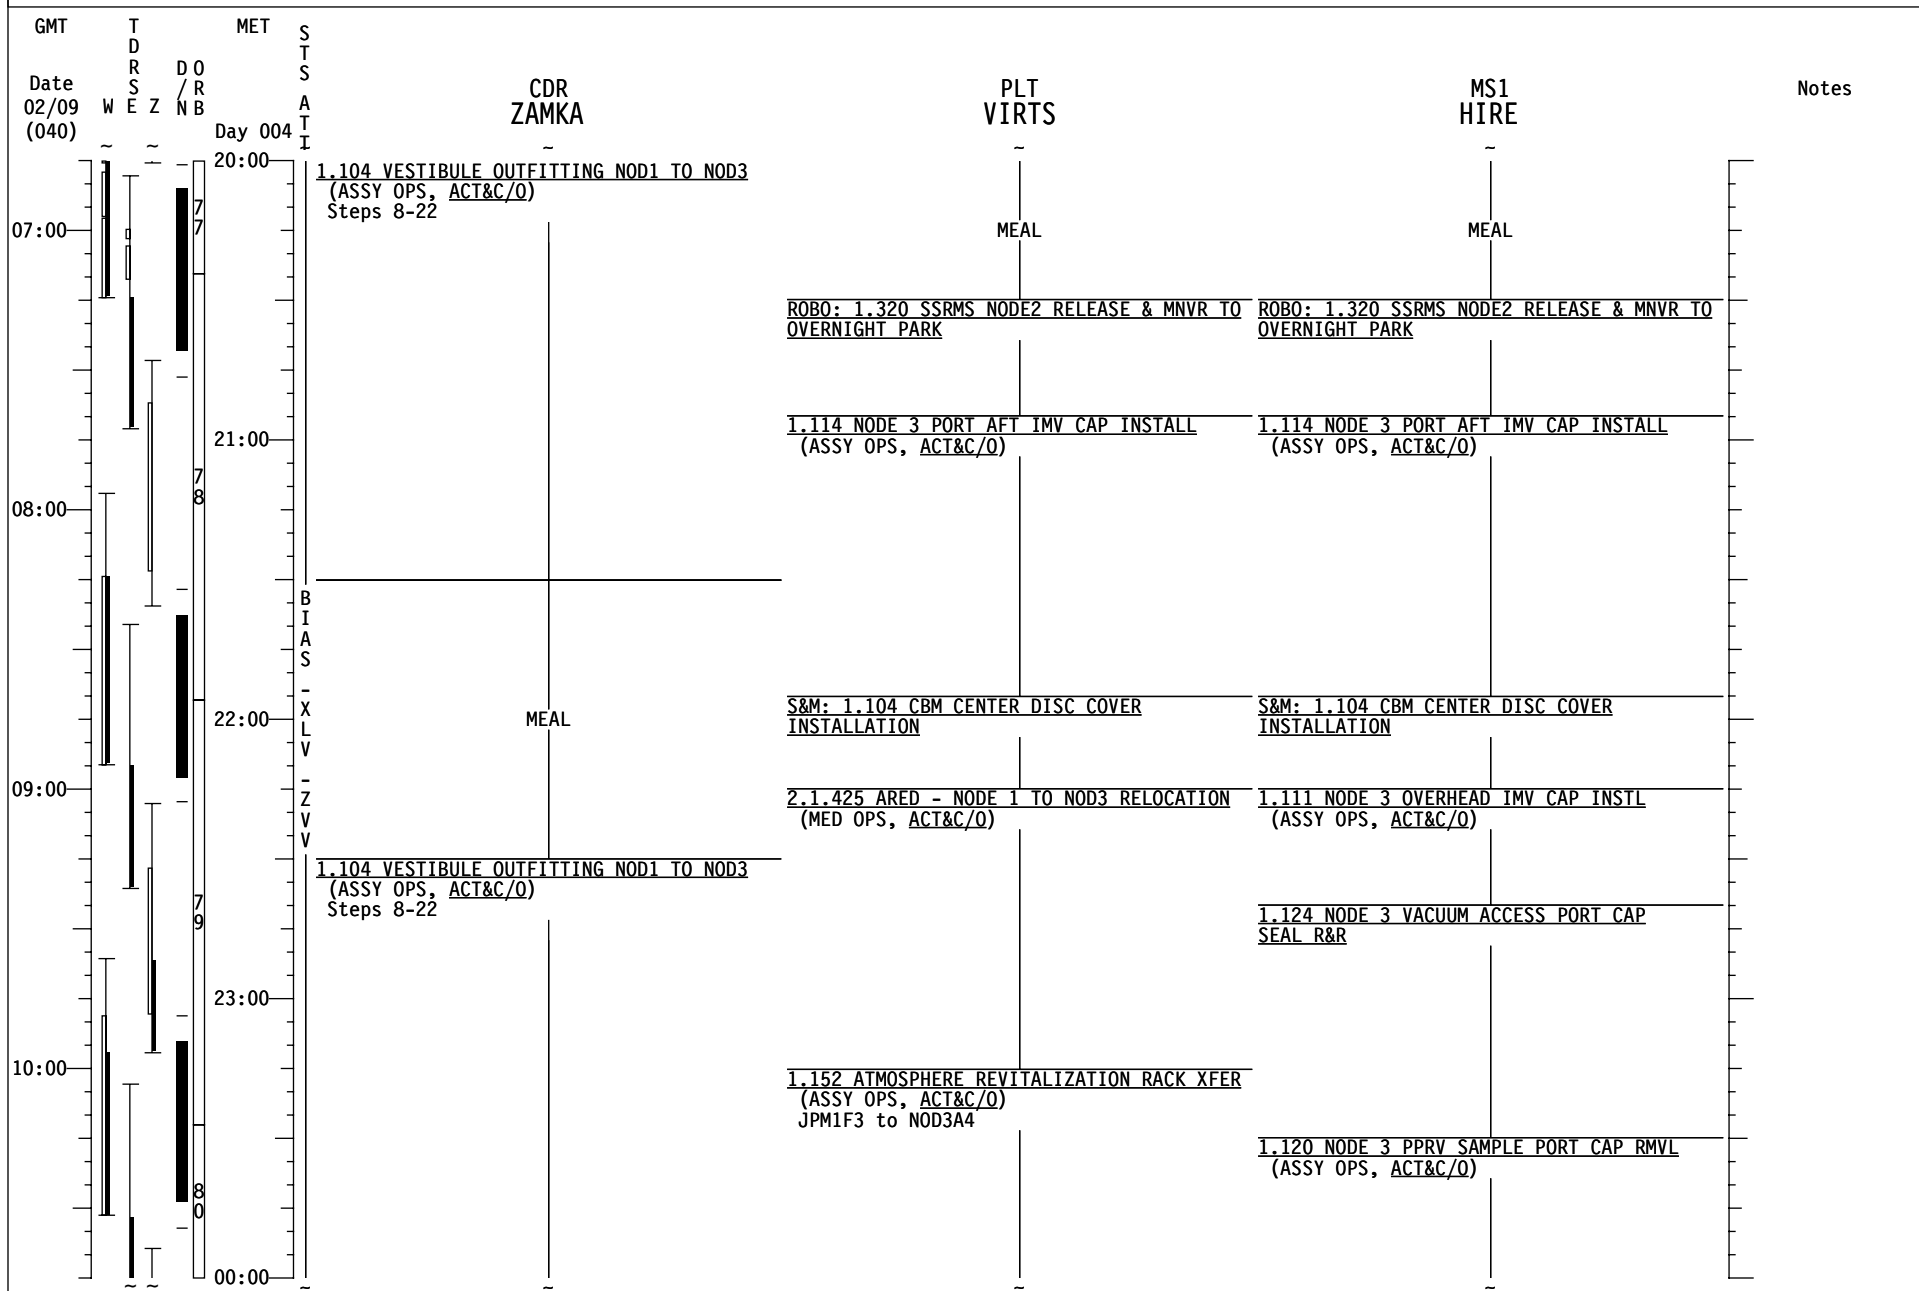 GMT
TDRS
MET
STS ATT
D/N
ORB
Date
02/09
(040)
W E Z
Day 004
CDR
ZAMKA
PLT
VIRTS
MS1
HIRE
Notes
~ ~ ~ ~ ~ ~
20:00
1.104 VESTIBULE OUTFITTING NOD1 TO NOD3
(ASSY OPS, ACT&C/O)
Steps 8-22
77
07:00
MEAL
MEAL
ROBO: 1.320 SSRMS NODE2 RELEASE & MNVR TO
OVERNIGHT PARK
ROBO: 1.320 SSRMS NODE2 RELEASE & MNVR TO
OVERNIGHT PARK
1.114 NODE 3 PORT AFT IMV CAP INSTALL
(ASSY OPS, ACT&C/O)
1.114 NODE 3 PORT AFT IMV CAP INSTALL
(ASSY OPS, ACT&C/O)
21:00
78
08:00
BIAS -XLV -ZVV
S&M: 1.104 CBM CENTER DISC COVER
INSTALLATION
S&M: 1.104 CBM CENTER DISC COVER
INSTALLATION
22:00
MEAL
09:00
2.1.425 ARED - NODE 1 TO NOD3 RELOCATION
(MED OPS, ACT&C/O)
1.111 NODE 3 OVERHEAD IMV CAP INSTL
(ASSY OPS, ACT&C/O)
1.104 VESTIBULE OUTFITTING NOD1 TO NOD3
(ASSY OPS, ACT&C/O)
Steps 8-22
79
1.124 NODE 3 VACUUM ACCESS PORT CAP
SEAL R&R
23:00
10:00
1.152 ATMOSPHERE REVITALIZATION RACK XFER
(ASSY OPS, ACT&C/O)
JPM1F3 to NOD3A4
1.120 NODE 3 PPRV SAMPLE PORT CAP RMVL
(ASSY OPS, ACT&C/O)
80
00:00
~ ~ ~ ~ ~ ~